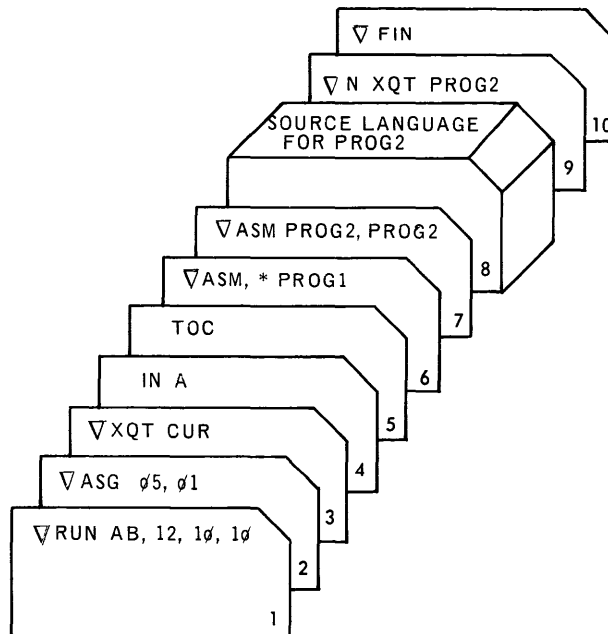 ∇ FIN
10
∇ N XQT PROG2
9
SOURCE LANGUAGE
FOR PROG2
8
∇ ASM PROG2, PROG2
7
∇ ASM, * PROG1
6
TOC
5
IN A
4
∇ XQT CUR
3
∇ ASG ø5, ø1
2
∇ RUN AB, 12, 1ø, 1ø
1